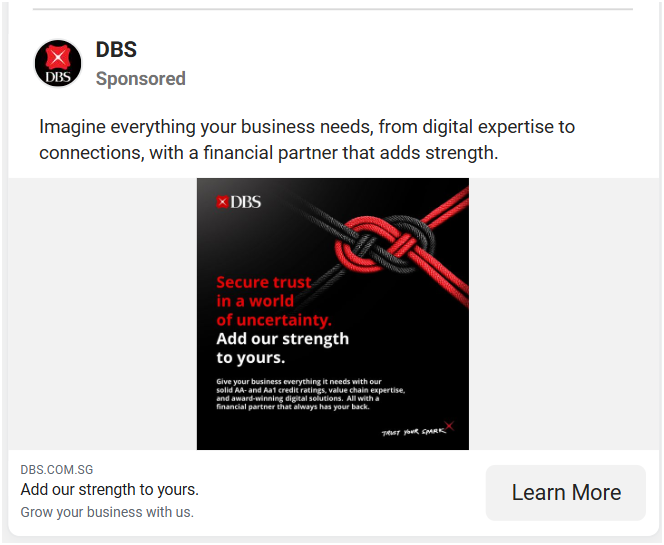 DBS
DBS
Sponsored
Imagine everything your business needs, from digital expertise to
connections, with a financial partner that adds strength.
DBS
Secure trust
in a world
of uncertainty.
Add our strength
to yours.
Give your business everything it needs with our
solid AA- and Aa1 credit ratings, value chain expertise,
and award-winning digital solutions. All with a
financial partner that always has your back.
TRUST YOUR SPARK
DBS.COM.SG
Add our strength to yours.
Grow your business with us.
Learn More